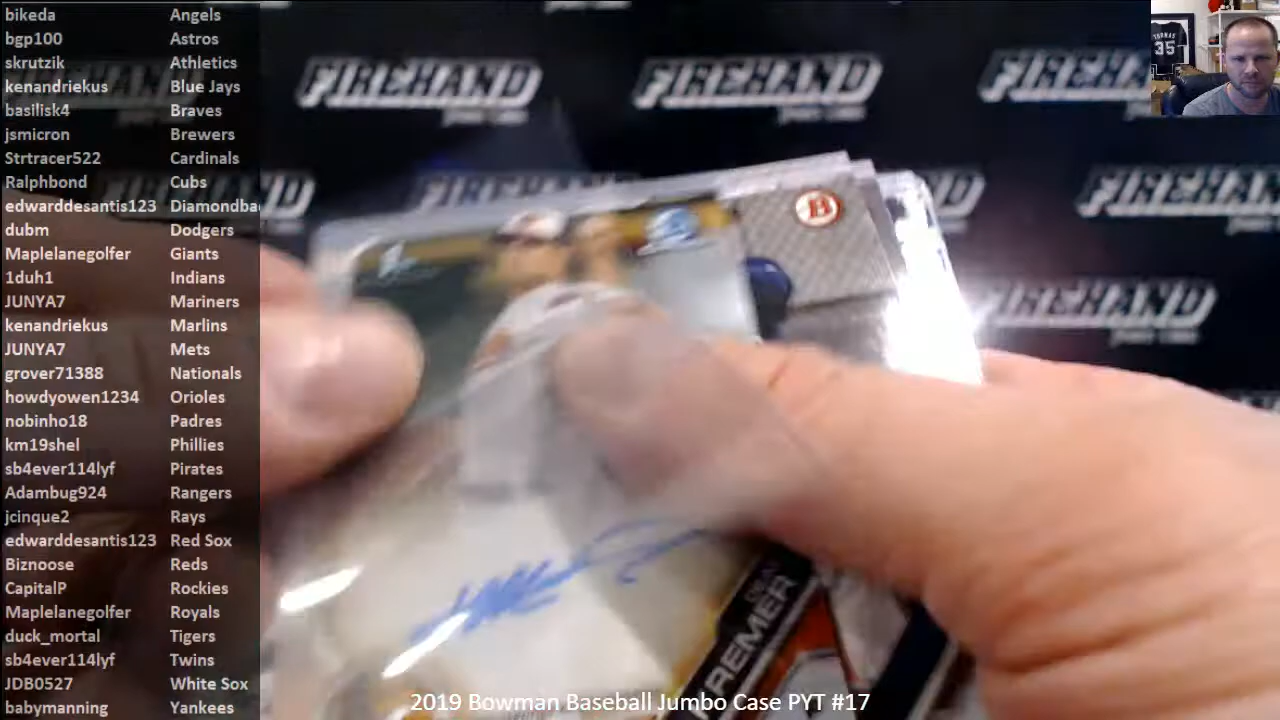 bikeda Angels
bgp100 Astros
skrutzik Athletics
kenandriekus Blue Jays
basilisk4 Braves
jsmicron Brewers
Strtracer522 Cardinals
Ralphbond Cubs
edwarddesantis123 Diamondba
dubm Dodgers
Maplelanegolfer Giants
1duh1 Indians
JUNYA7 Mariners
kenandriekus Marlins
JUNYA7 Mets
grover71388 Nationals
howdyowen1234 Orioles
nobinho18 Padres
km19shel Phillies
sb4ever114lyf Pirates
Adambug924 Rangers
jcinque2 Rays
edwarddesantis123 Red Sox
Biznoose Reds
CapitalP Rockies
Maplelanegolfer Royals
duck_mortal Tigers
sb4ever114lyf Twins
JDB0527 White Sox
babymanning Yankees
FIREHAND
FIREHAND
FIREHAND
FIREHAND
FIREHAND
FIREHAND
FIREHAND
THOMAS
35
B
REMER
2019 Bowman Baseball Jumbo Case PYT #17